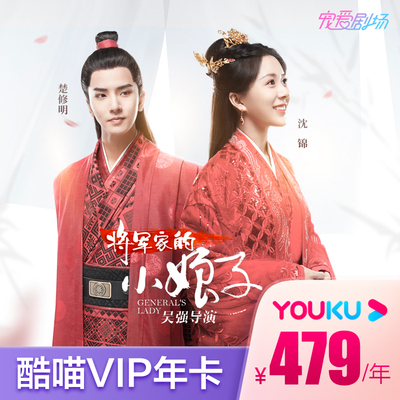 宠爱剧场
楚修明
沈锦
将军家的
小娘子
GENERAL'S
LADY
吴强导演
YOUKU
酷喵VIP年卡
¥479/年